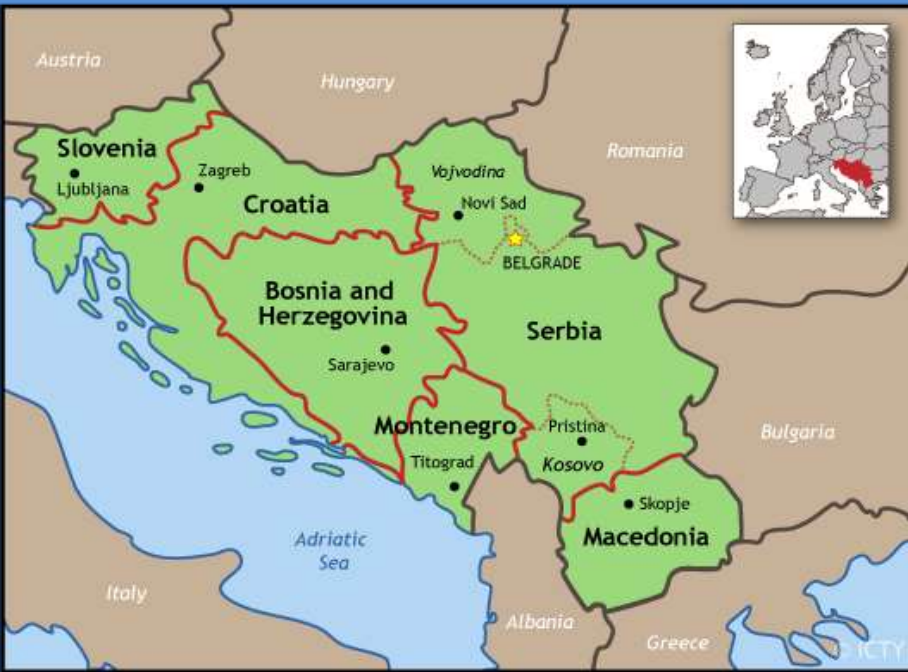 Austria
Hungary
Romania
Slovenia
Ljubljana
Zagreb
Croatia
Vojvodina
Novi Sad
BELGRADE
Bosnia and
Herzegovina
Sarajevo
Serbia
Montenegro
Titograd
Pristina
Kosovo
Bulgaria
Skopje
Macedonia
Adriatic
Sea
Italy
Albania
Greece
© ICTY